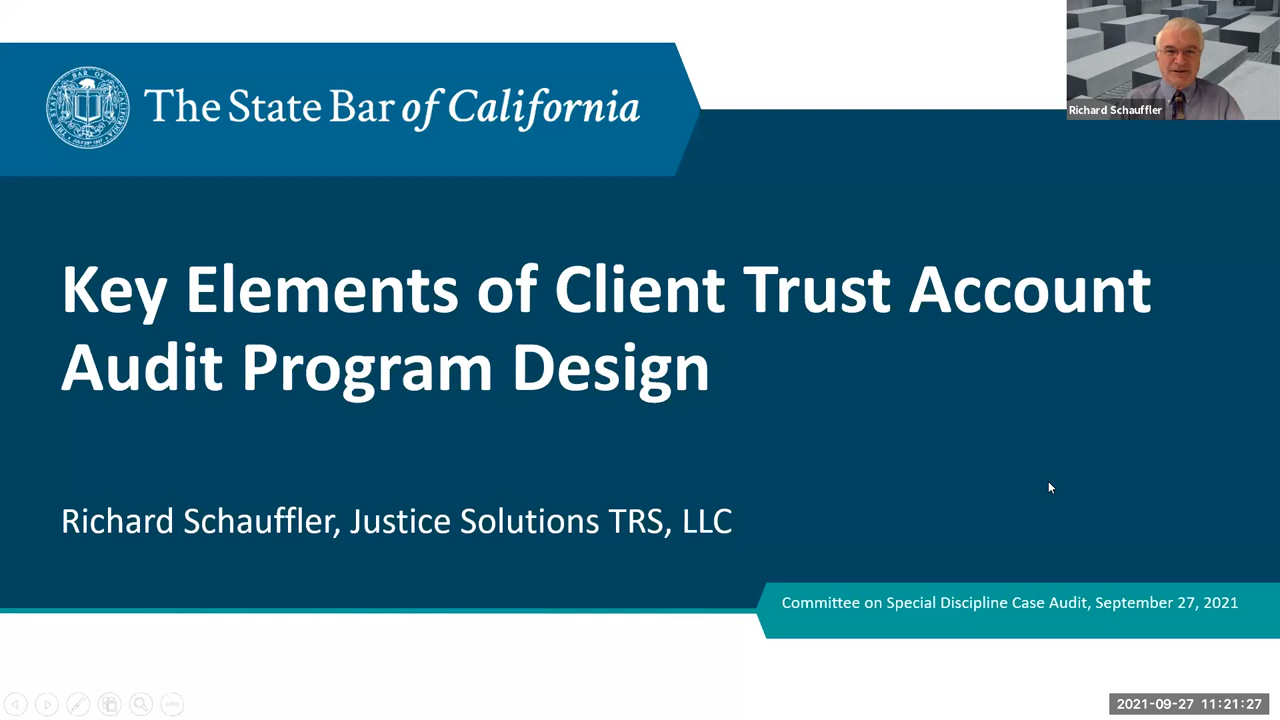 The State Bar of California
Richard Schauffler
Key Elements of Client Trust Account
Audit Program Design
Richard Schauffler, Justice Solutions TRS, LLC
Committee on Special Discipline Case Audit, September 27, 2021
2021-09-27 11:21:27